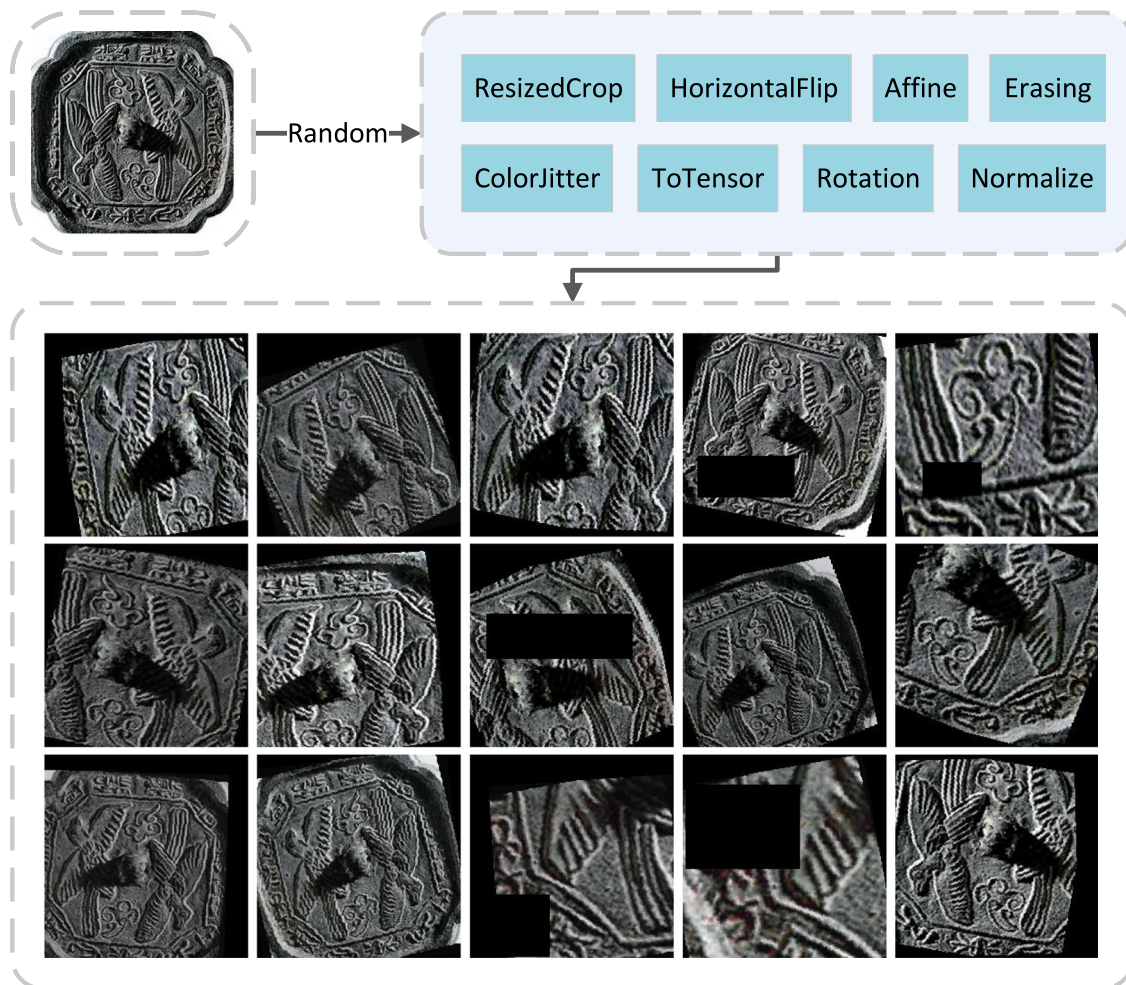 Random
ResizedCrop HorizontalFlip Affine Erasing
ColorJitter ToTensor Rotation Normalize